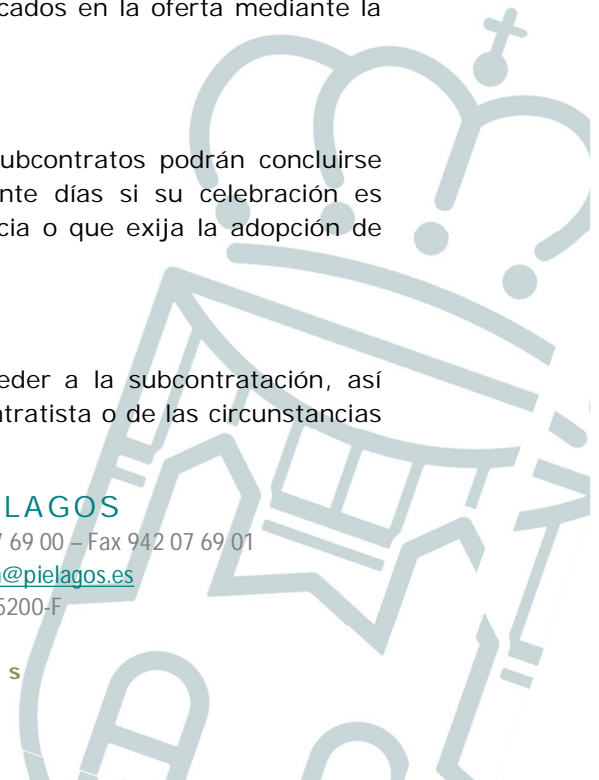 cados en la oferta mediante la
ubcontratos podrán concluirse
nte días si su celebración es
cia o que exija la adopción de
eder a la subcontratación, así
ntratista o de las circunstancias
LAGOS
7 69 00 – Fax 942 07 69 01
@pielagos.es
5200-F
s